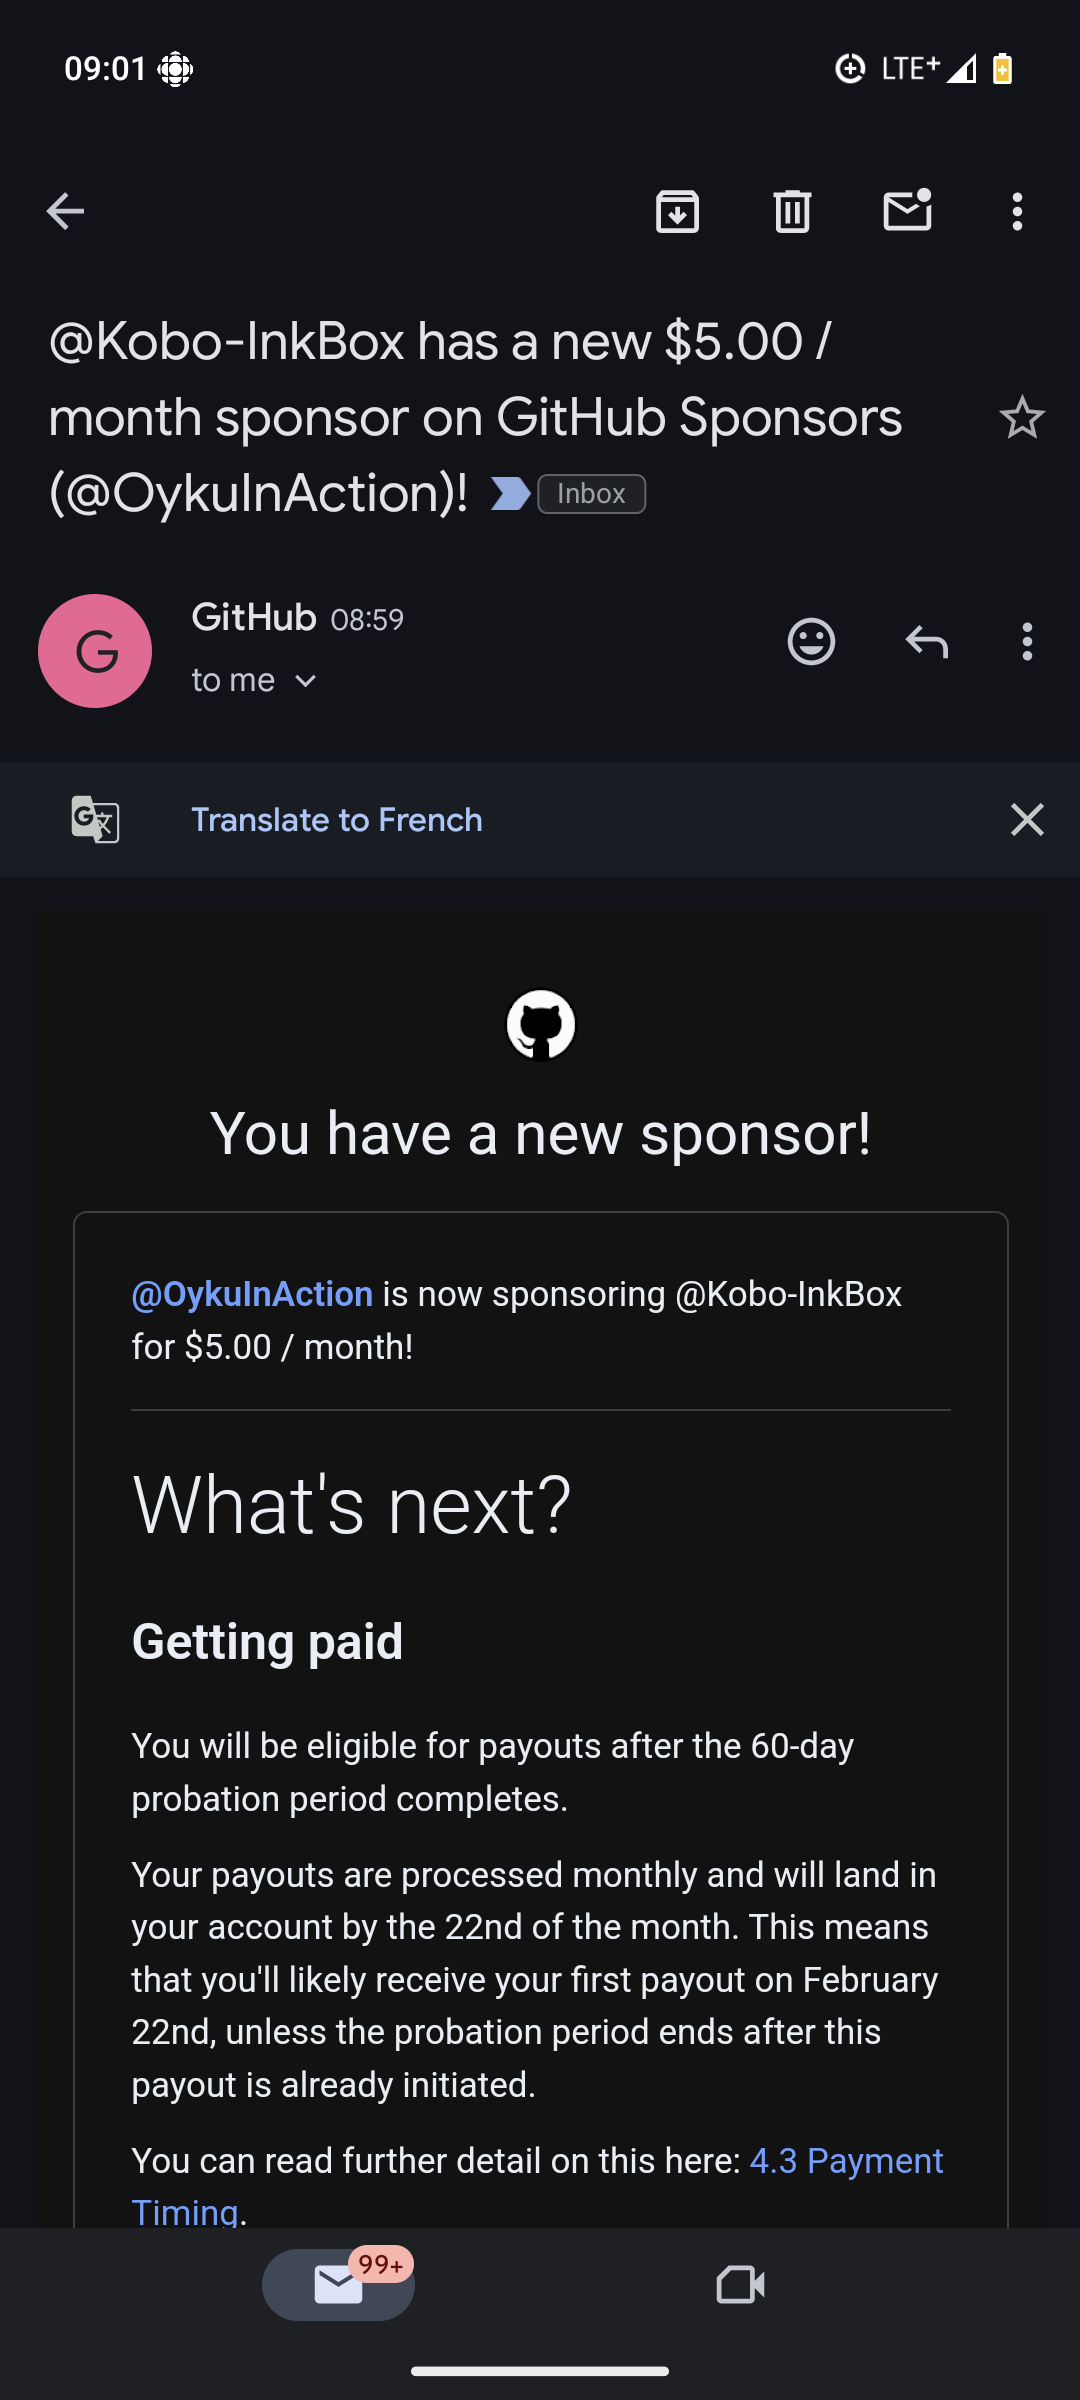 09:01
LTE+
@Kobo-InkBox has a new $5.00 /
month sponsor on GitHub Sponsors
(@OykuInAction)! Inbox
G
GitHub 08:59
to me
Translate to French
You have a new sponsor!
@OykuInAction is now sponsoring @Kobo-InkBox
for $5.00 / month!
What's next?
Getting paid
You will be eligible for payouts after the 60-day
probation period completes.
Your payouts are processed monthly and will land in
your account by the 22nd of the month. This means
that you'll likely receive your first payout on February
22nd, unless the probation period ends after this
payout is already initiated.
You can read further detail on this here: 4.3 Payment
Timing.
99+